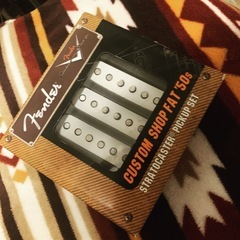 Fender
CUSTOM SHOP FAT '50s
STRATOCASTER PICKUP SET